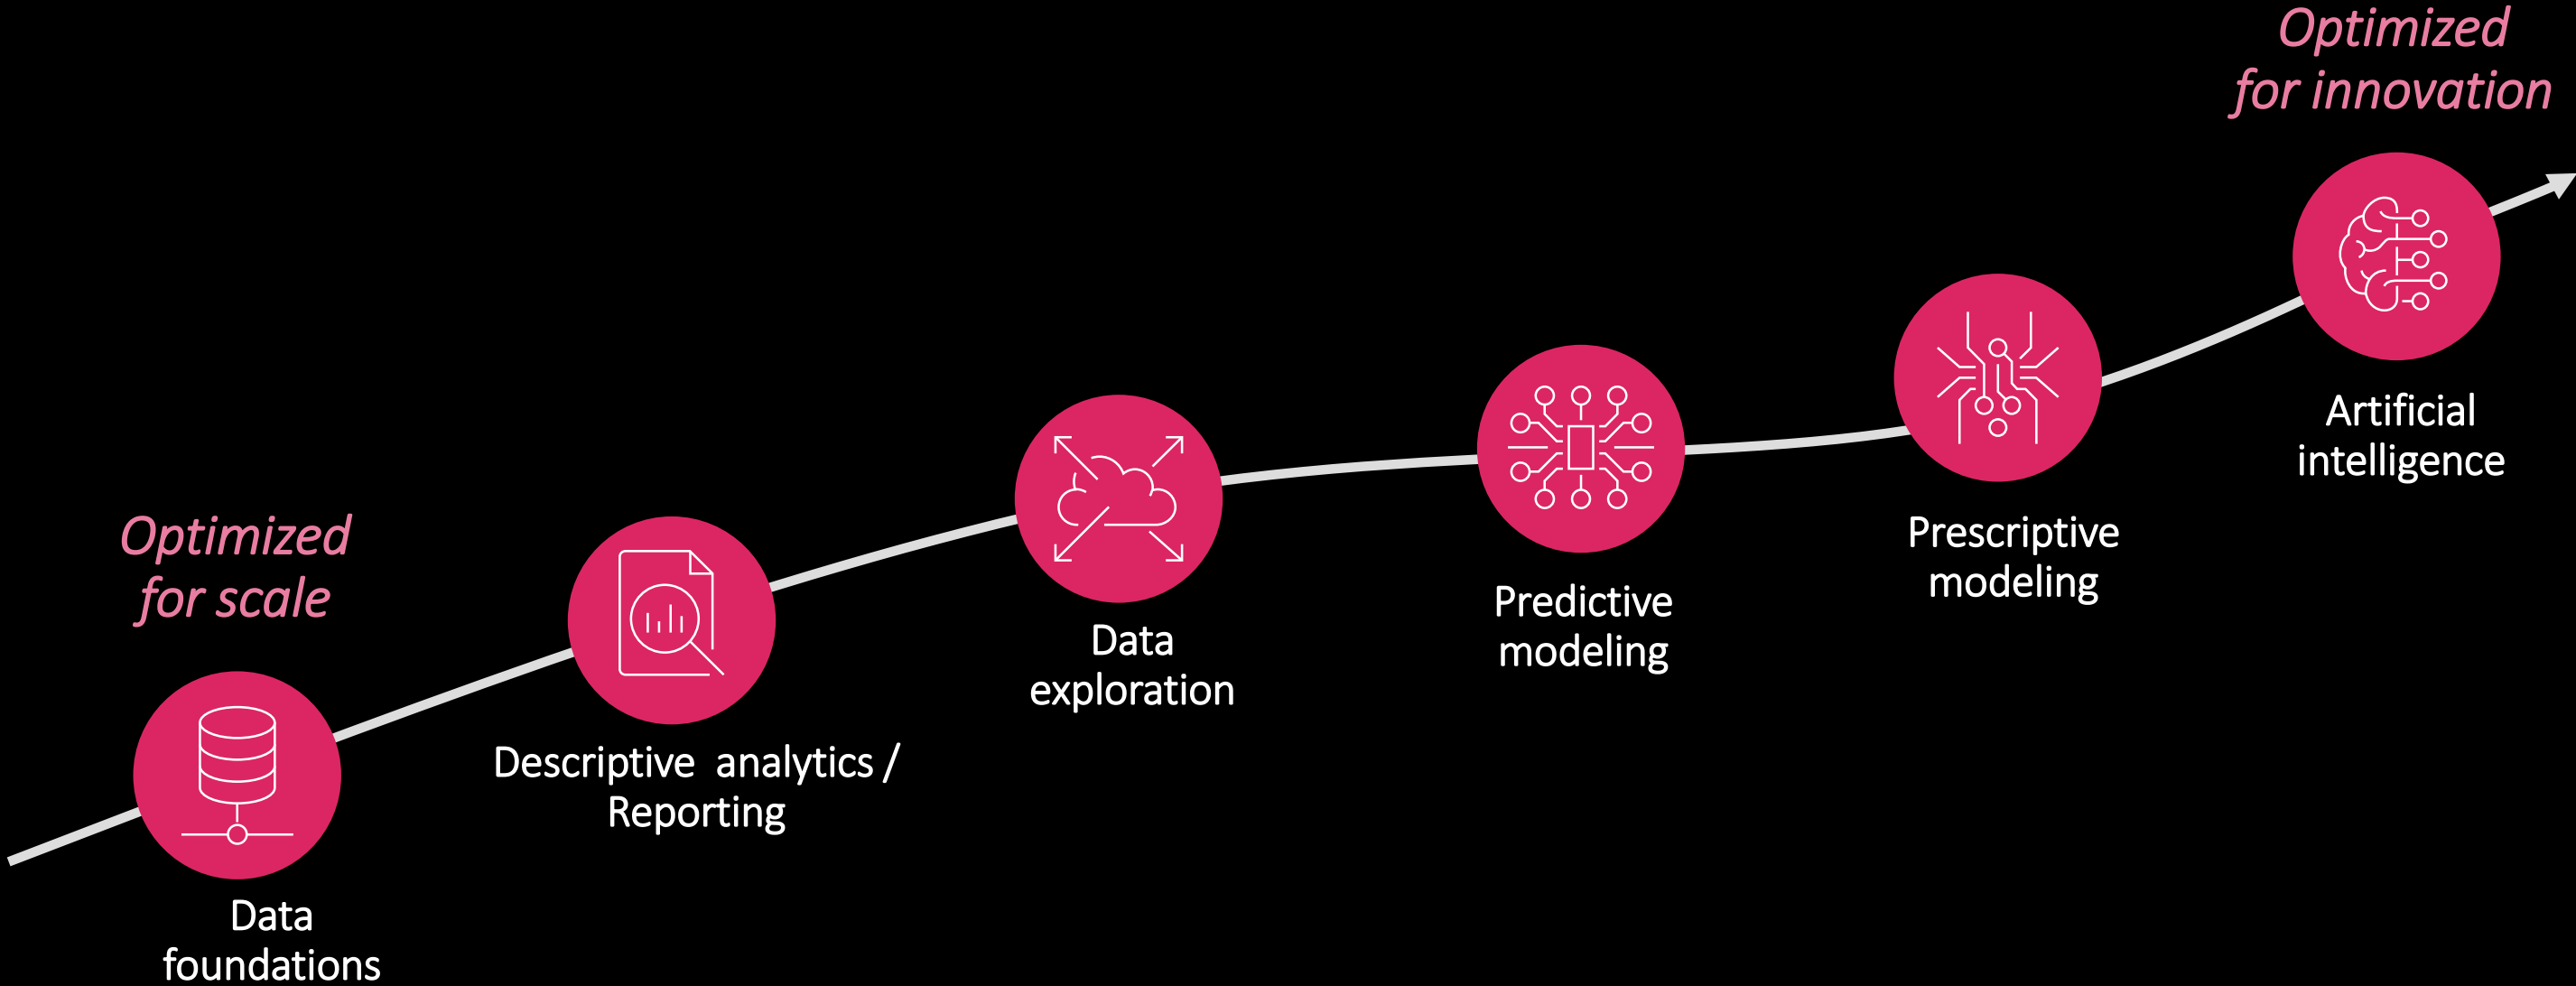 Optimized
for scale
Data
foundations
Descriptive analytics /
Reporting
Data
exploration
Predictive
modeling
Prescriptive
modeling
Optimized
for innovation
Artificial
intelligence